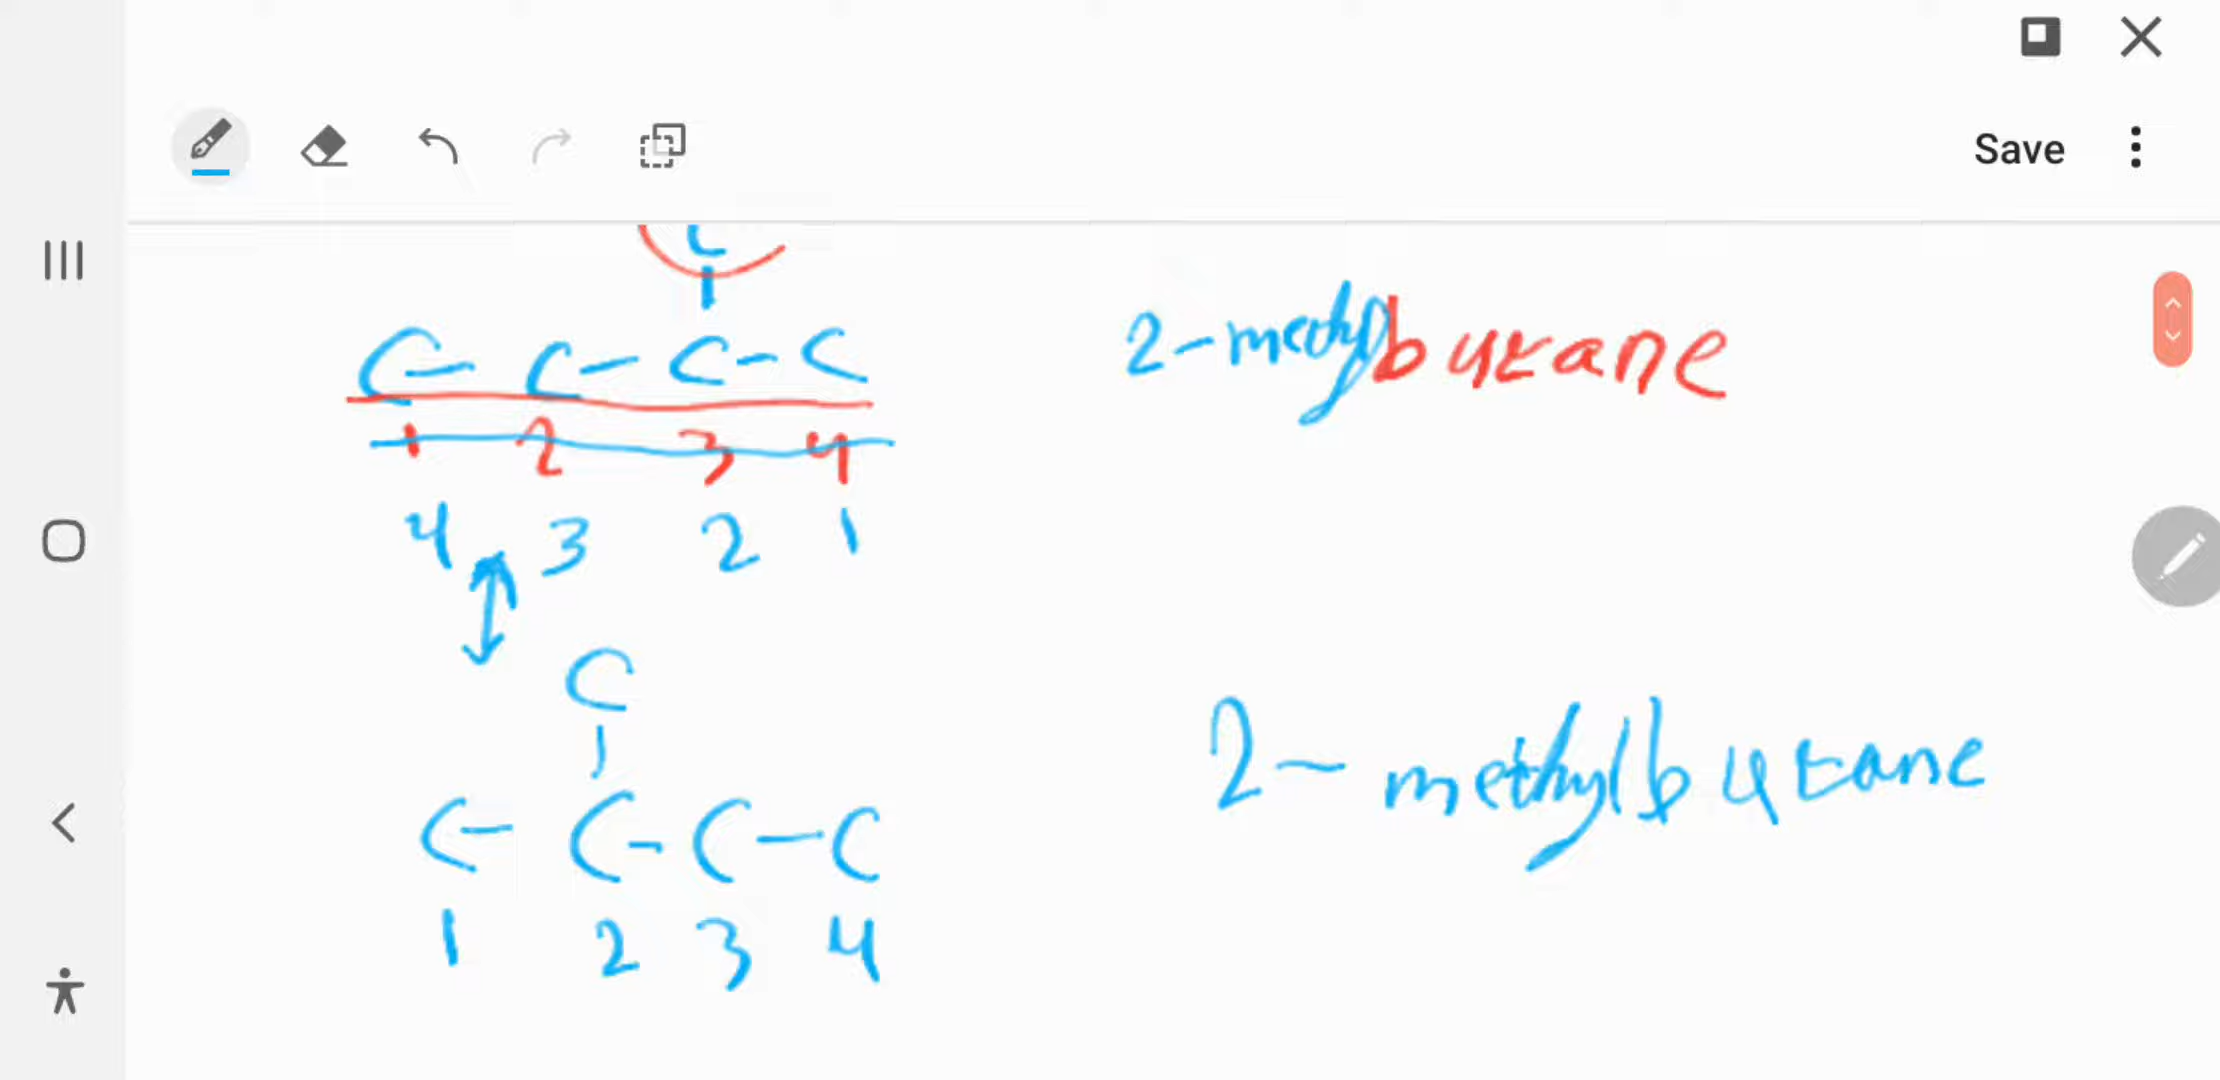 Save
C
C - C - C - C
2-methylbutane
1 2 3 4
4 3 2 1
C
C - C - C - C
2 - methylbutane
1 2 3 4